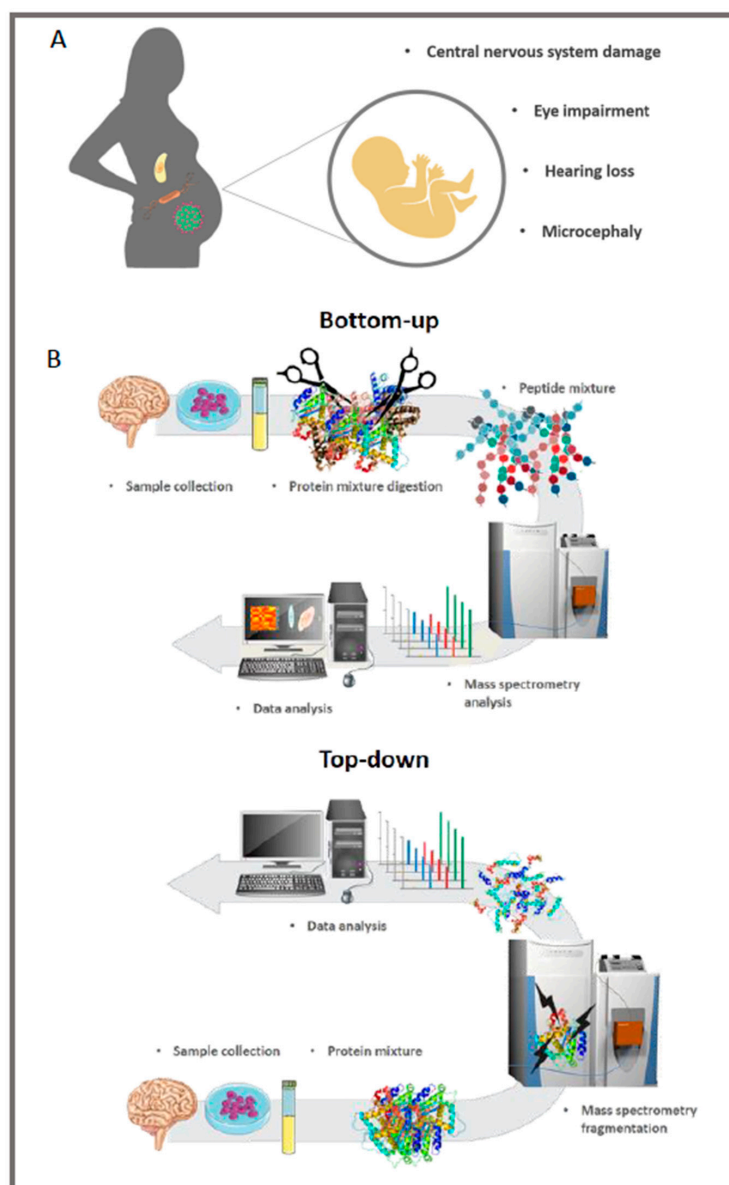 A
• Central nervous system damage
• Eye impairment
• Hearing loss
• Microcephaly
Bottom-up
B
• Peptide mixture
• Sample collection
• Protein mixture digestion
• Mass spectrometry
analysis
• Data analysis
Top-down
• Data analysis
• Sample collection
• Protein mixture
• Mass spectrometry
fragmentation